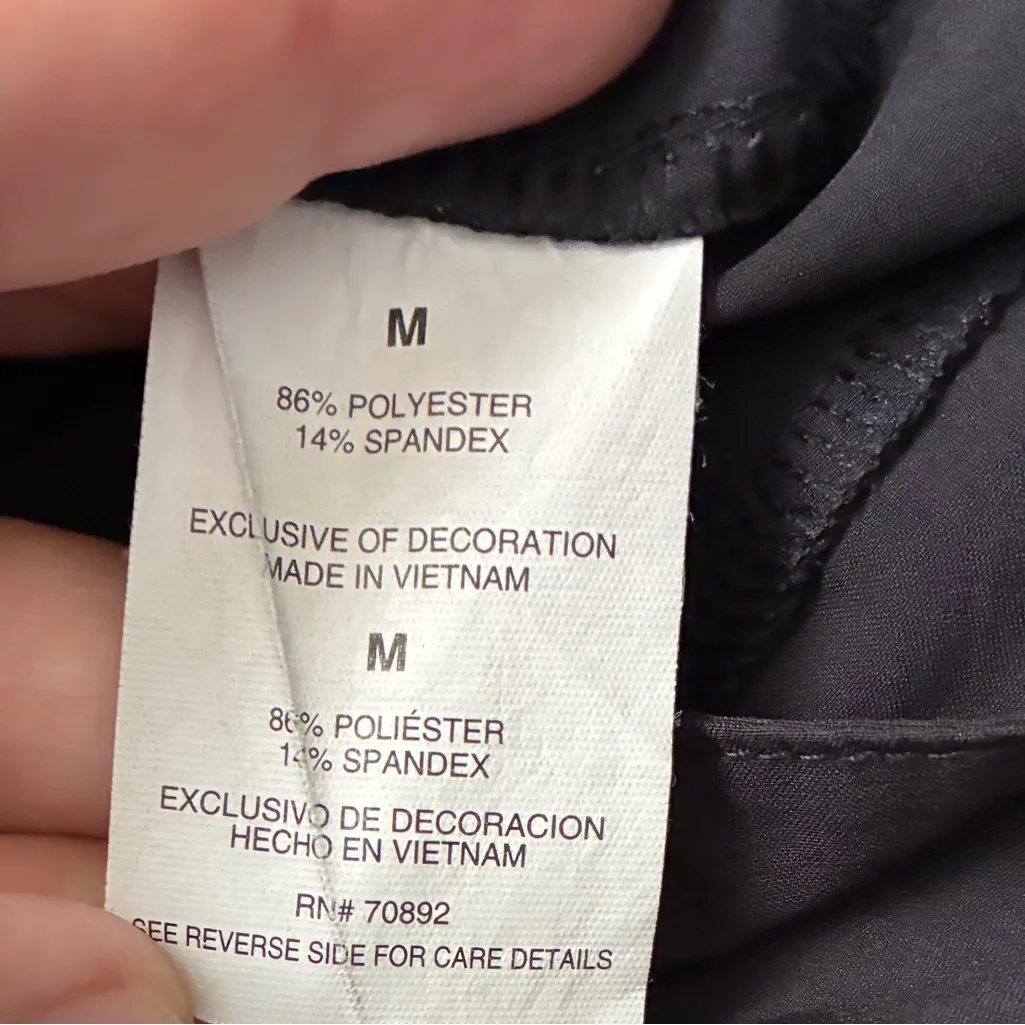 M
86% POLYESTER
14% SPANDEX
EXCLUSIVE OF DECORATION
MADE IN VIETNAM
M
86% POLIÉSTER
14% SPANDEX
EXCLUSIVO DE DECORACION
HECHO EN VIETNAM
RN# 70892
SEE REVERSE SIDE FOR CARE DETAILS